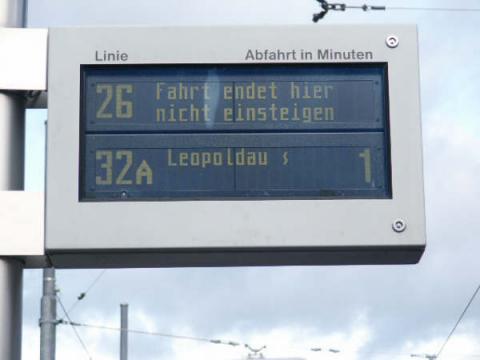 Linie Abfahrt in Minuten
26 Fahrt endet hier
nicht einsteigen
32A Leopoldau S 1